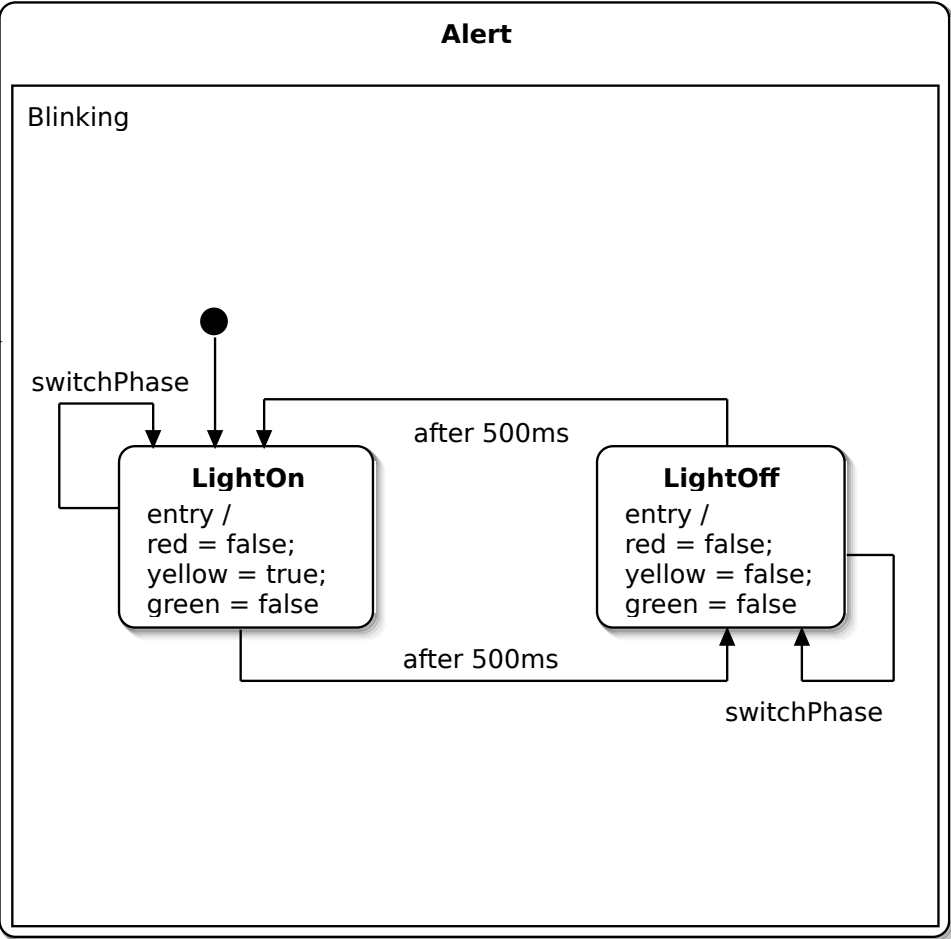 Alert
Blinking
switchPhase
after 500ms
LightOn
entry /
red = false;
yellow = true;
green = false
LightOff
entry /
red = false;
yellow = false;
green = false
after 500ms
switchPhase